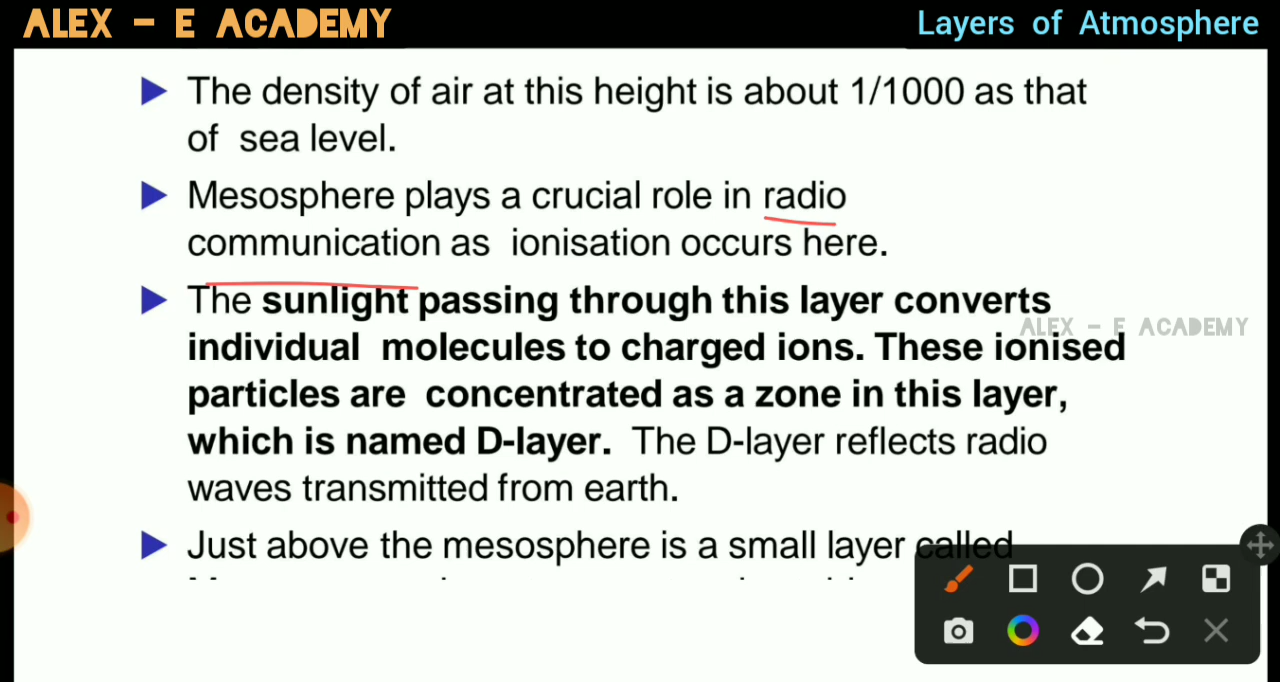 ALEX – E ACADEMY
Layers of Atmosphere
The density of air at this height is about 1/1000 as that
of sea level.
Mesosphere plays a crucial role in radio
communication as ionisation occurs here.
The sunlight passing through this layer converts
individual molecules to charged ions. These ionised
particles are concentrated as a zone in this layer,
which is named D-layer. The D-layer reflects radio
waves transmitted from earth.
Just above the mesosphere is a small layer called
ALEX – E ACADEMY